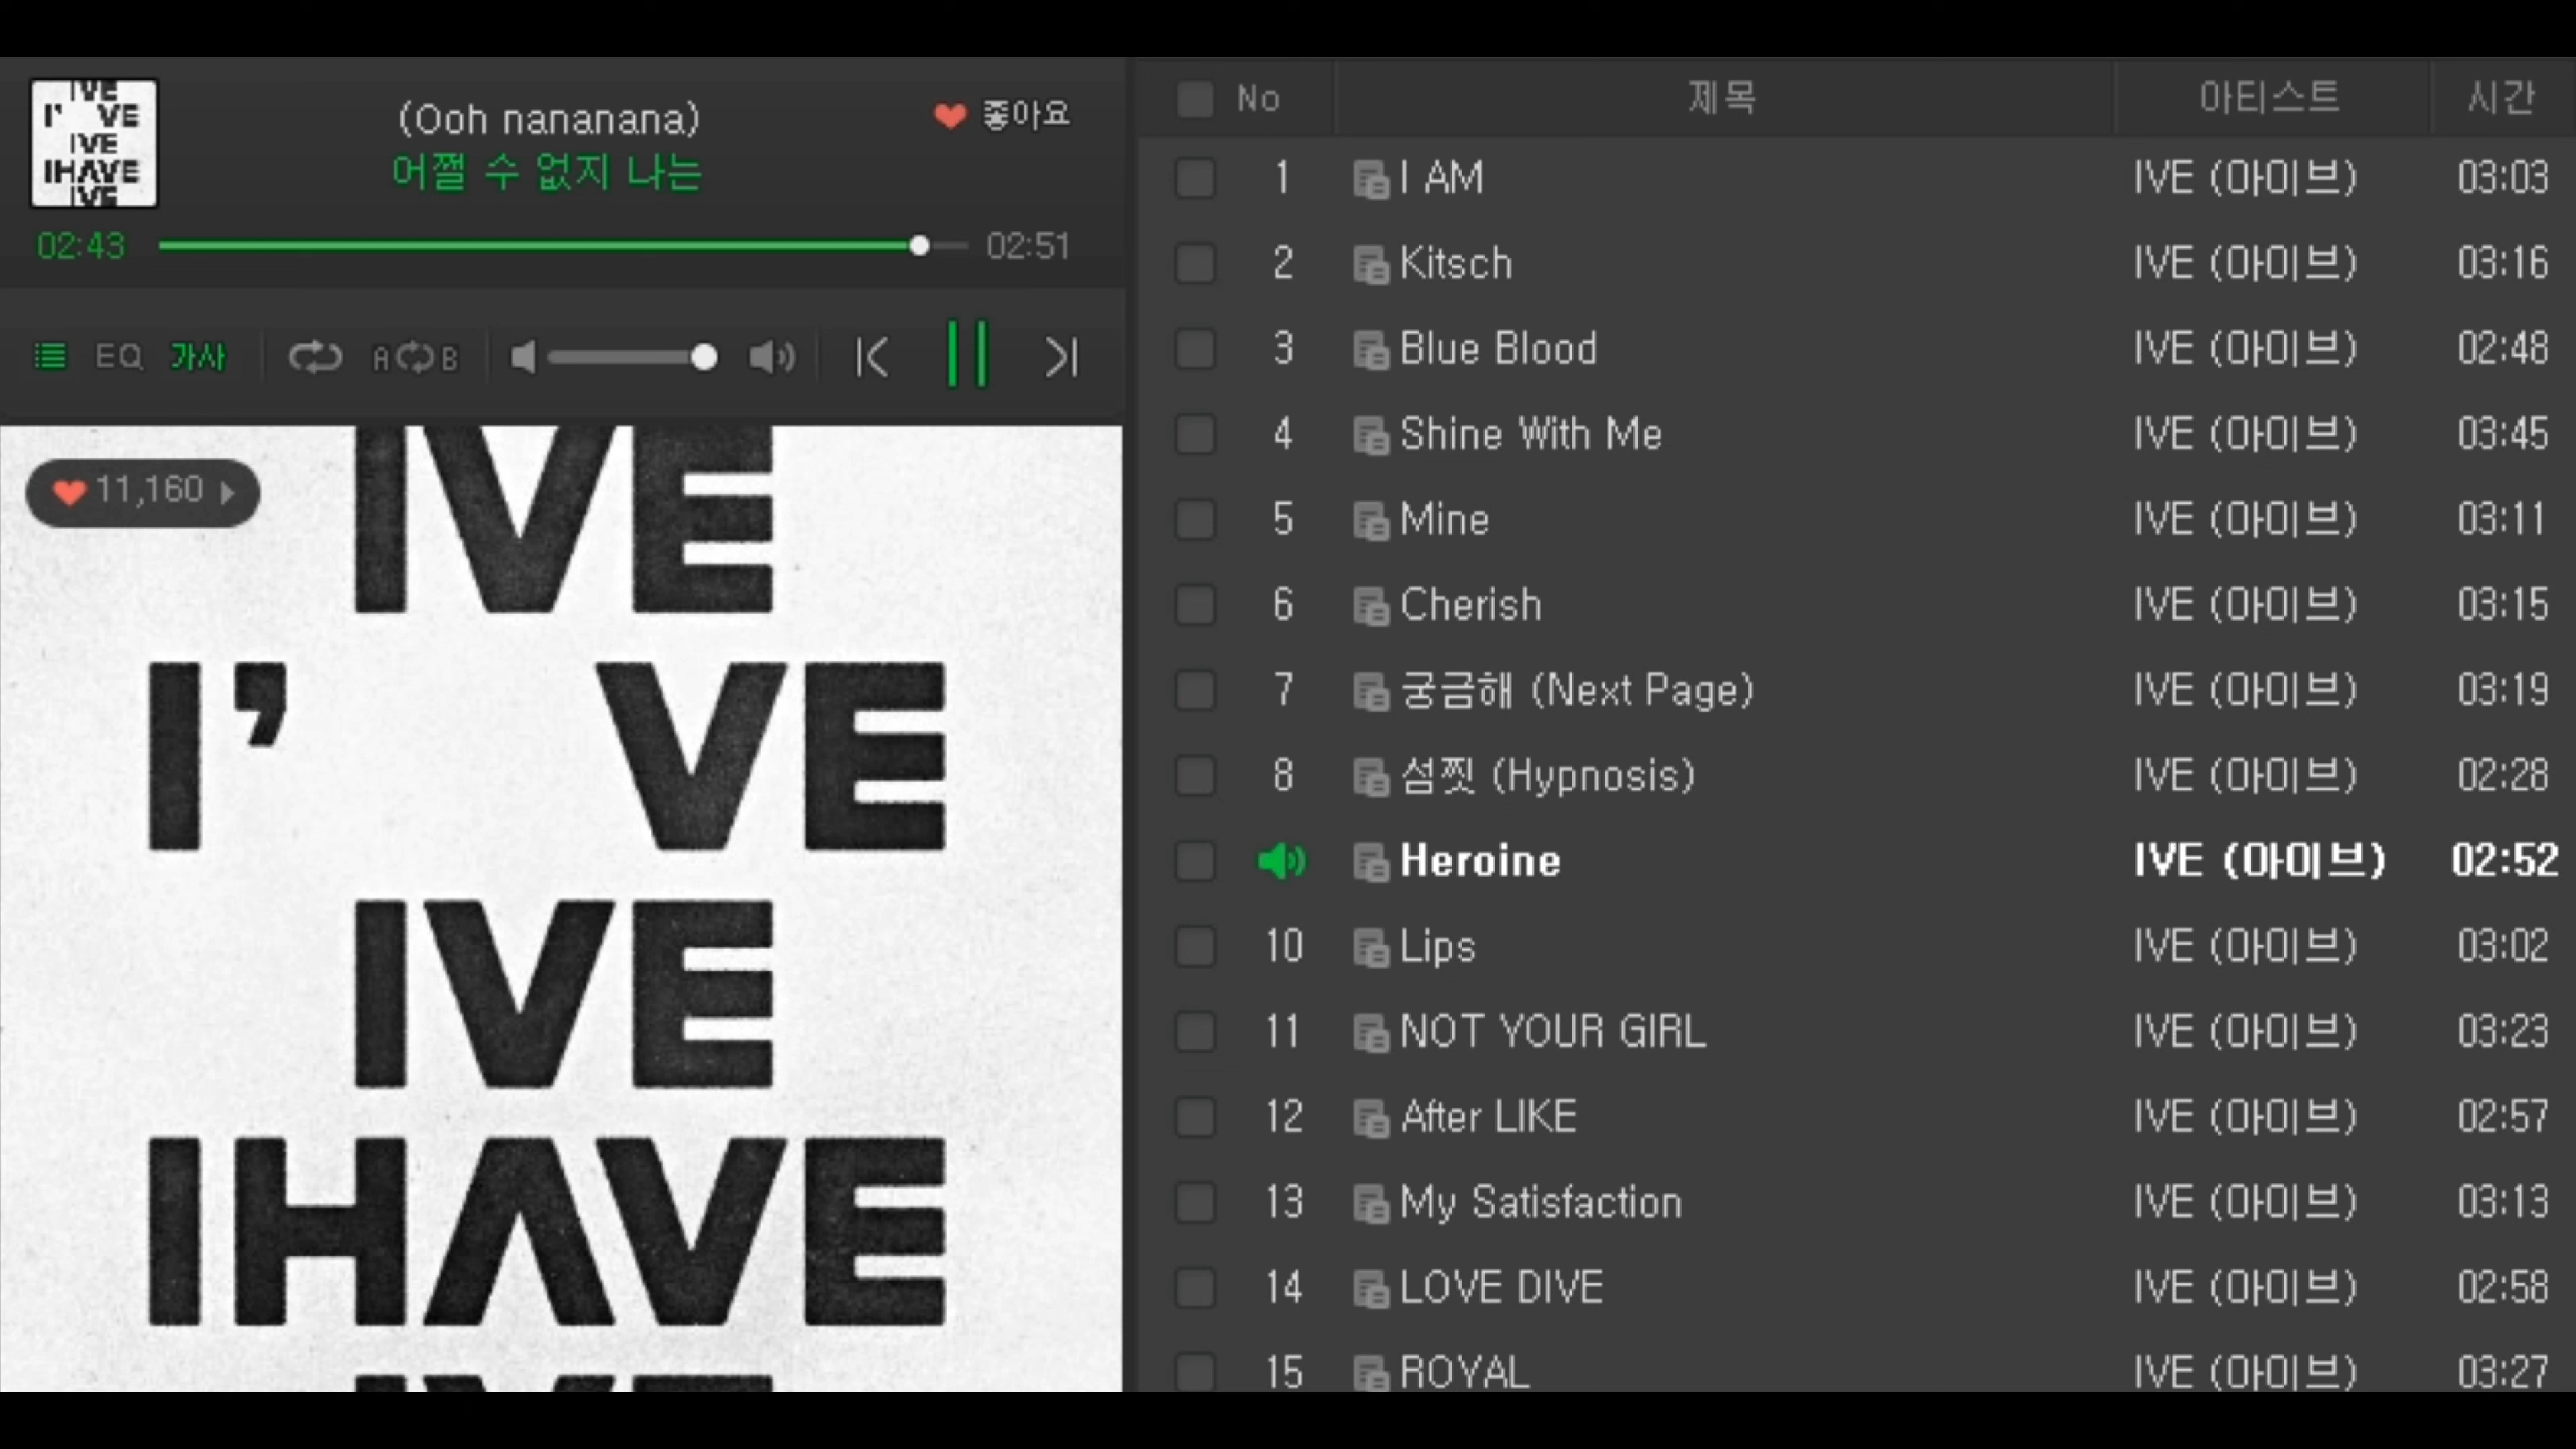 IVE
I' VE
IVE
IHΛVE
IVE
(Ooh nananana)
어쩔 수 없지 나는
좋아요
02:43
02:51
EQ 가사
A B
11,160
IVE
I' VE
IVE
IHΛVE
No 제목 아티스트 시간
1 I AM IVE (아이브) 03:03
2 Kitsch IVE (아이브) 03:16
3 Blue Blood IVE (아이브) 02:48
4 Shine With Me IVE (아이브) 03:45
5 Mine IVE (아이브) 03:11
6 Cherish IVE (아이브) 03:15
7 궁금해 (Next Page) IVE (아이브) 03:19
8 섬찟 (Hypnosis) IVE (아이브) 02:28
Heroine IVE (아이브) 02:52
10 Lips IVE (아이브) 03:02
11 NOT YOUR GIRL IVE (아이브) 03:23
12 After LIKE IVE (아이브) 02:57
13 My Satisfaction IVE (아이브) 03:13
14 LOVE DIVE IVE (아이브) 02:58
15 ROYAL IVE (아이브) 03:27